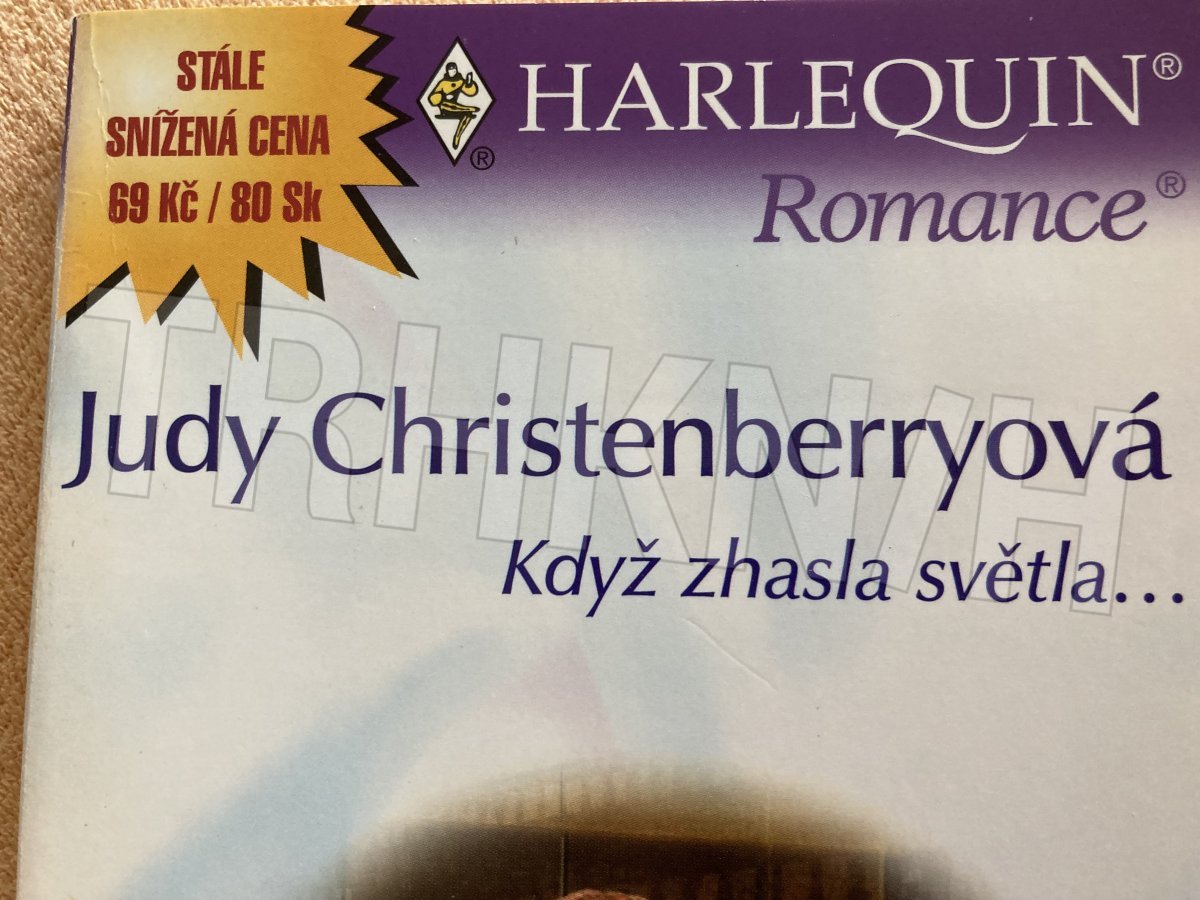 STÁLE
SNÍŽENÁ CENA
69 Kč / 80 Sk
HARLEQUIN®
®
Romance®
TRHKNIH
Judy Christenberryová
Když zhasla světla...